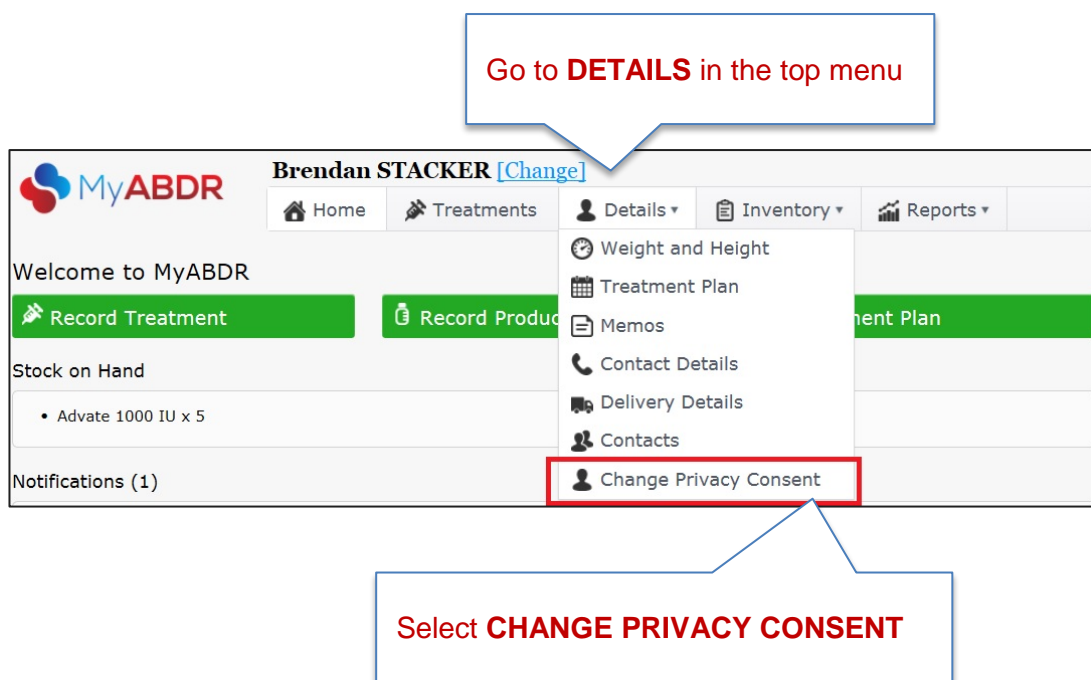 Go to DETAILS in the top menu
MyABDR
Brendan STACKER [Change]
Home Treatments Details Inventory Reports
Welcome to MyABDR
Record Treatment Record Produc ent Plan
Weight and Height
Treatment Plan
Memos
Contact Details
Delivery Details
Contacts
Change Privacy Consent
Stock on Hand
• Advate 1000 IU x 5
Notifications (1)
Select CHANGE PRIVACY CONSENT